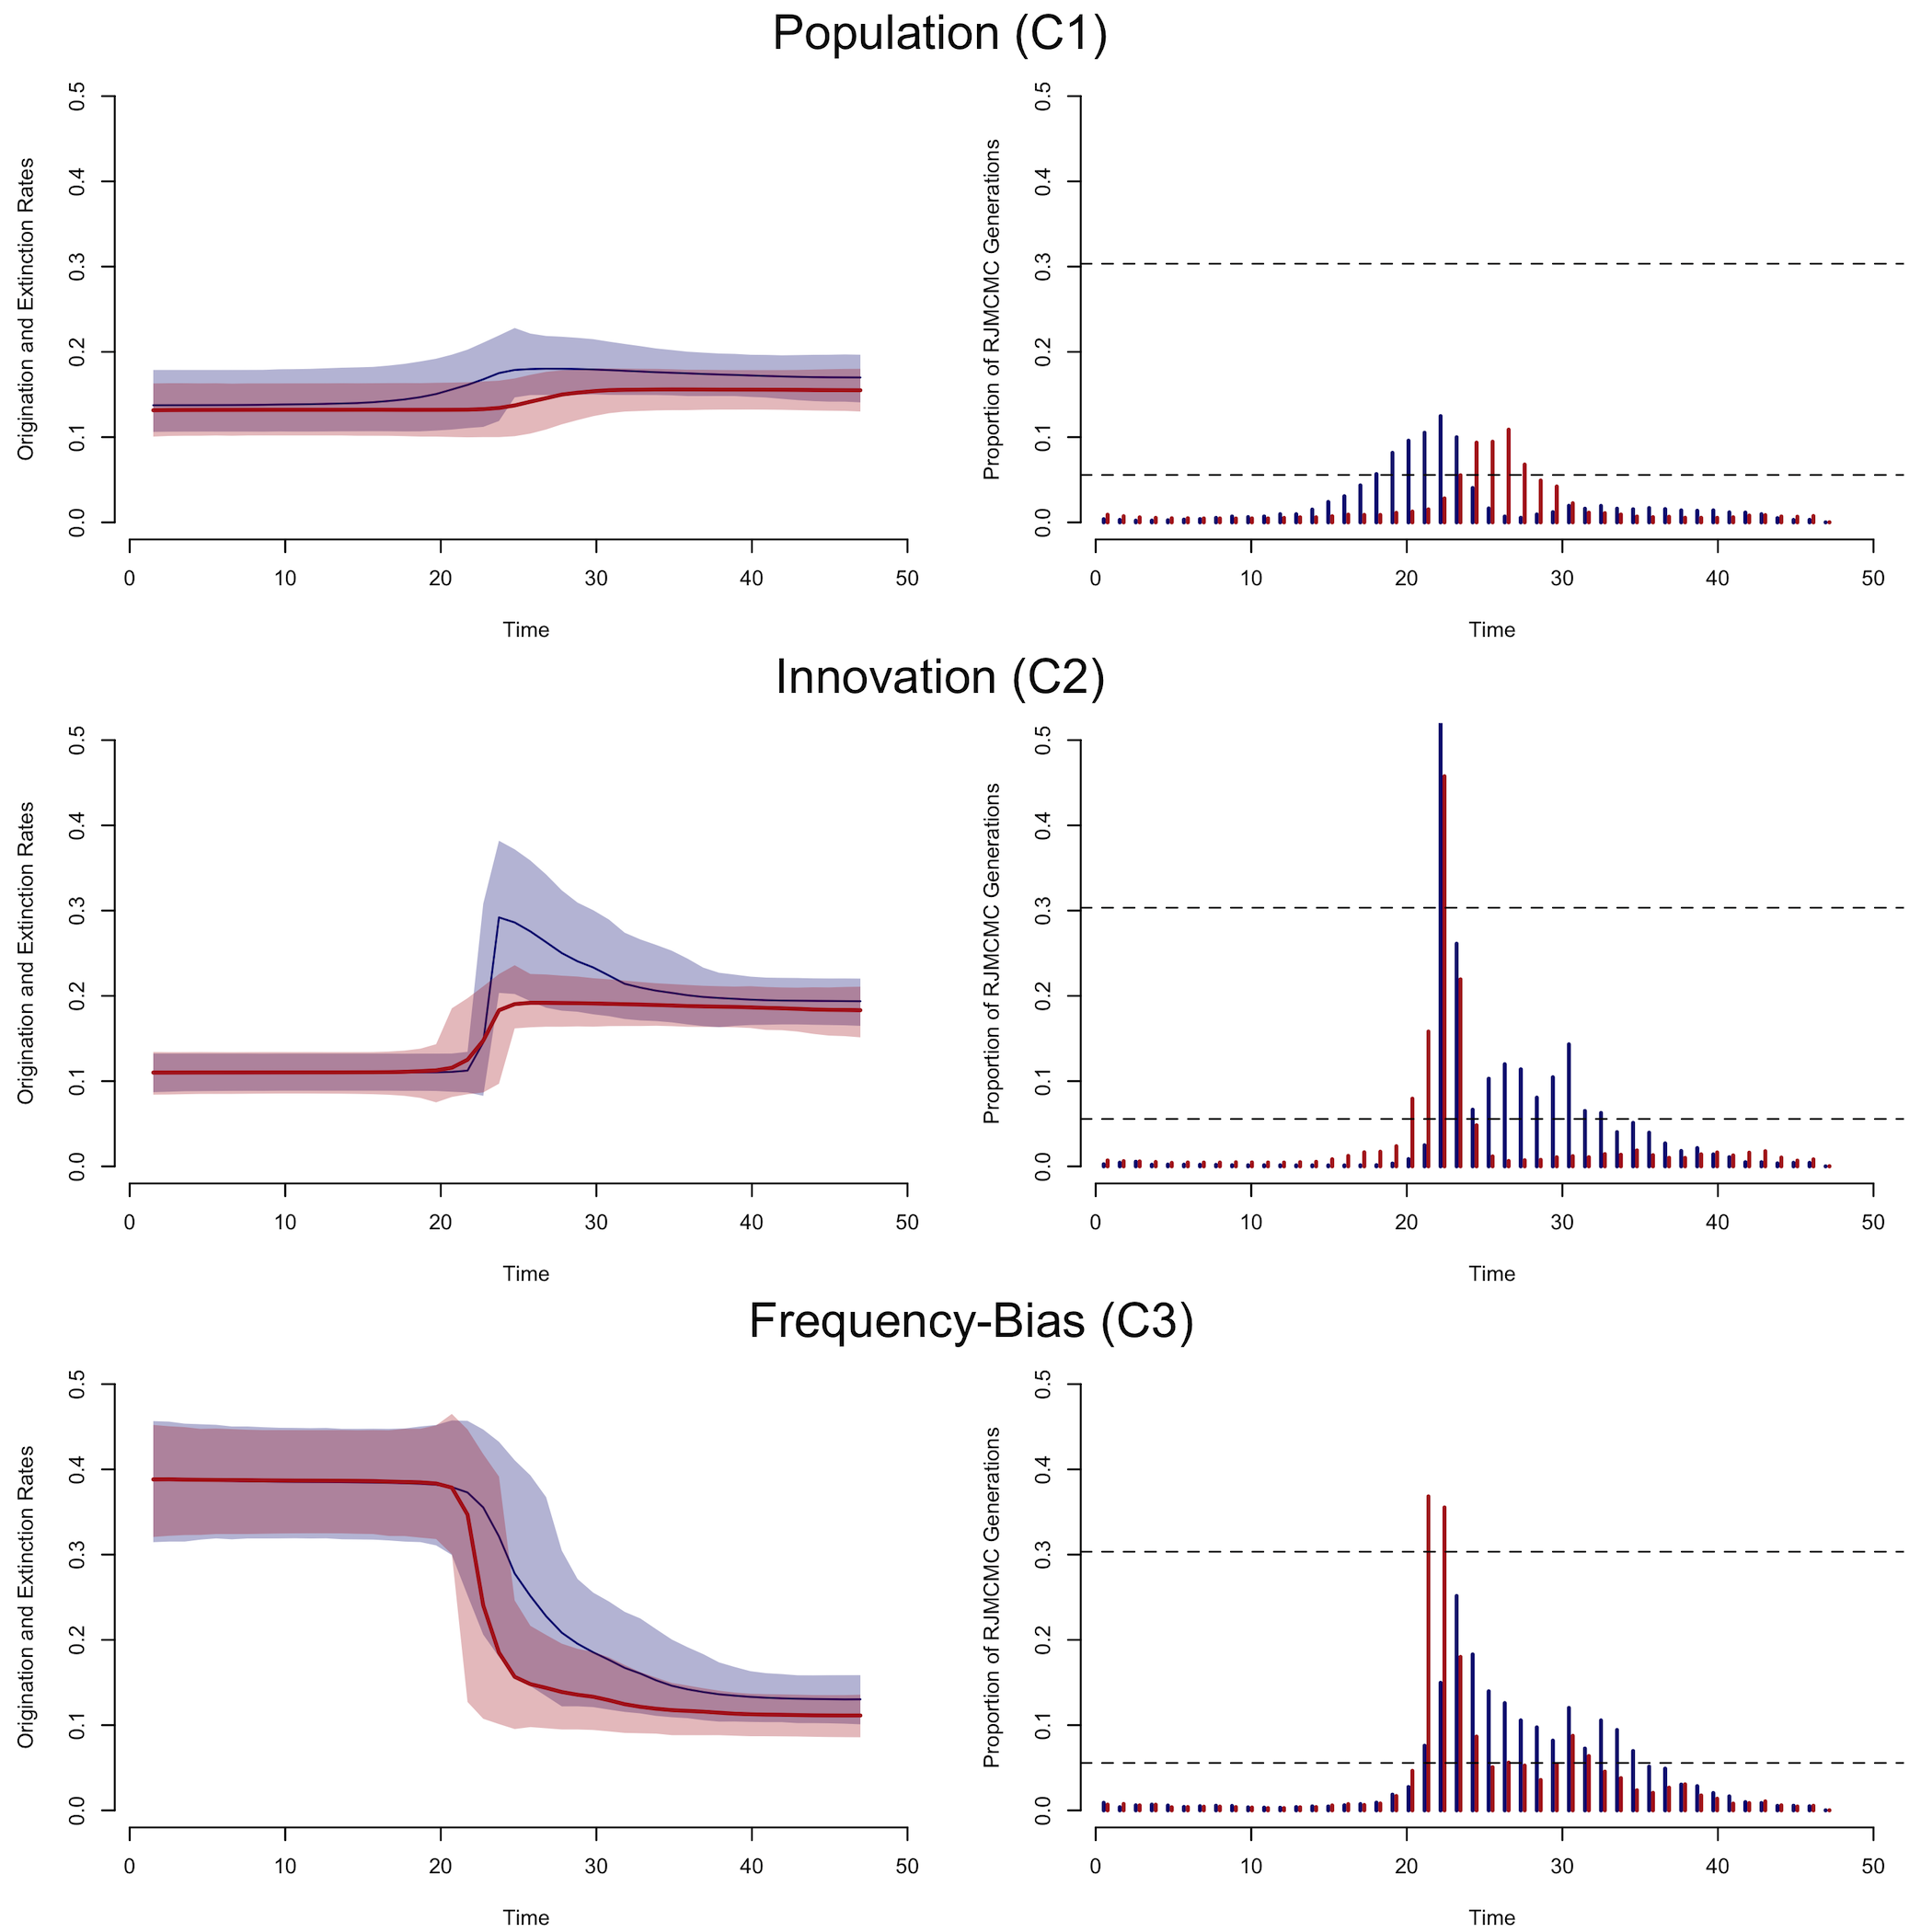 Population (C1)
Origination and Extinction Rates
0.0 0.1 0.2 0.3 0.4 0.5
0 10 20 30 40 50
Time
Proportion of RJMCMC Generations
0.0 0.1 0.2 0.3 0.4 0.5
0 10 20 30 40 50
Time
Innovation (C2)
Origination and Extinction Rates
0.0 0.1 0.2 0.3 0.4 0.5
0 10 20 30 40 50
Time
Proportion of RJMCMC Generations
0.0 0.1 0.2 0.3 0.4 0.5
0 10 20 30 40 50
Time
Frequency-Bias (C3)
Origination and Extinction Rates
0.0 0.1 0.2 0.3 0.4 0.5
0 10 20 30 40 50
Time
Proportion of RJMCMC Generations
0.0 0.1 0.2 0.3 0.4 0.5
0 10 20 30 40 50
Time